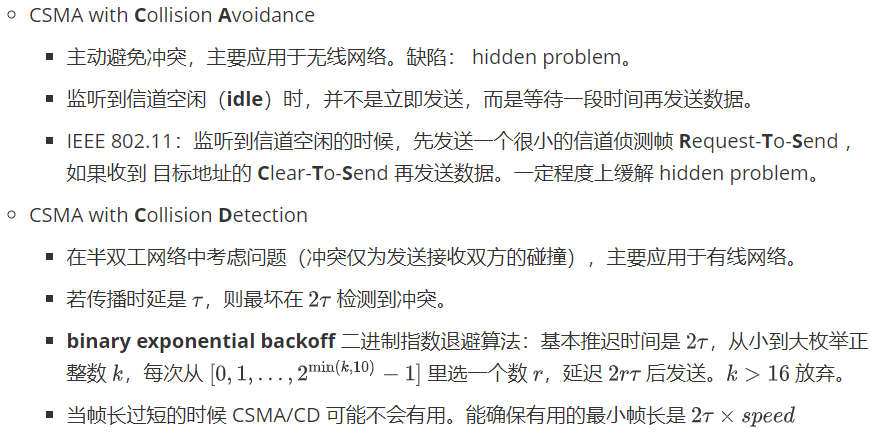 CSMA with Collision Avoidance
主动避免冲突，主要应用于无线网络。缺陷： hidden problem。
监听到信道空闲（idle）时，并不是立即发送，而是等待一段时间再发送数据。
IEEE 802.11：监听到信道空闲的时候，先发送一个很小的信道侦测帧 Request-To-Send ，
如果收到 目标地址的 Clear-To-Send 再发送数据。一定程度上缓解 hidden problem。
CSMA with Collision Detection
在半双工网络中考虑问题（冲突仅为发送接收双方的碰撞），主要应用于有线网络。
若传播时延是 τ，则最坏在 2τ 检测到冲突。
binary exponential backoff 二进制指数退避算法：基本推迟时间是 2τ，从小到大枚举正
整数 k，每次从 [0, 1, . . . , 2^{min(k,10)} − 1] 里选一个数 r，延迟 2rτ 后发送。k > 16 放弃。
当帧长过短的时候 CSMA/CD 可能不会有用。能确保有用的最小帧长是 2τ × speed